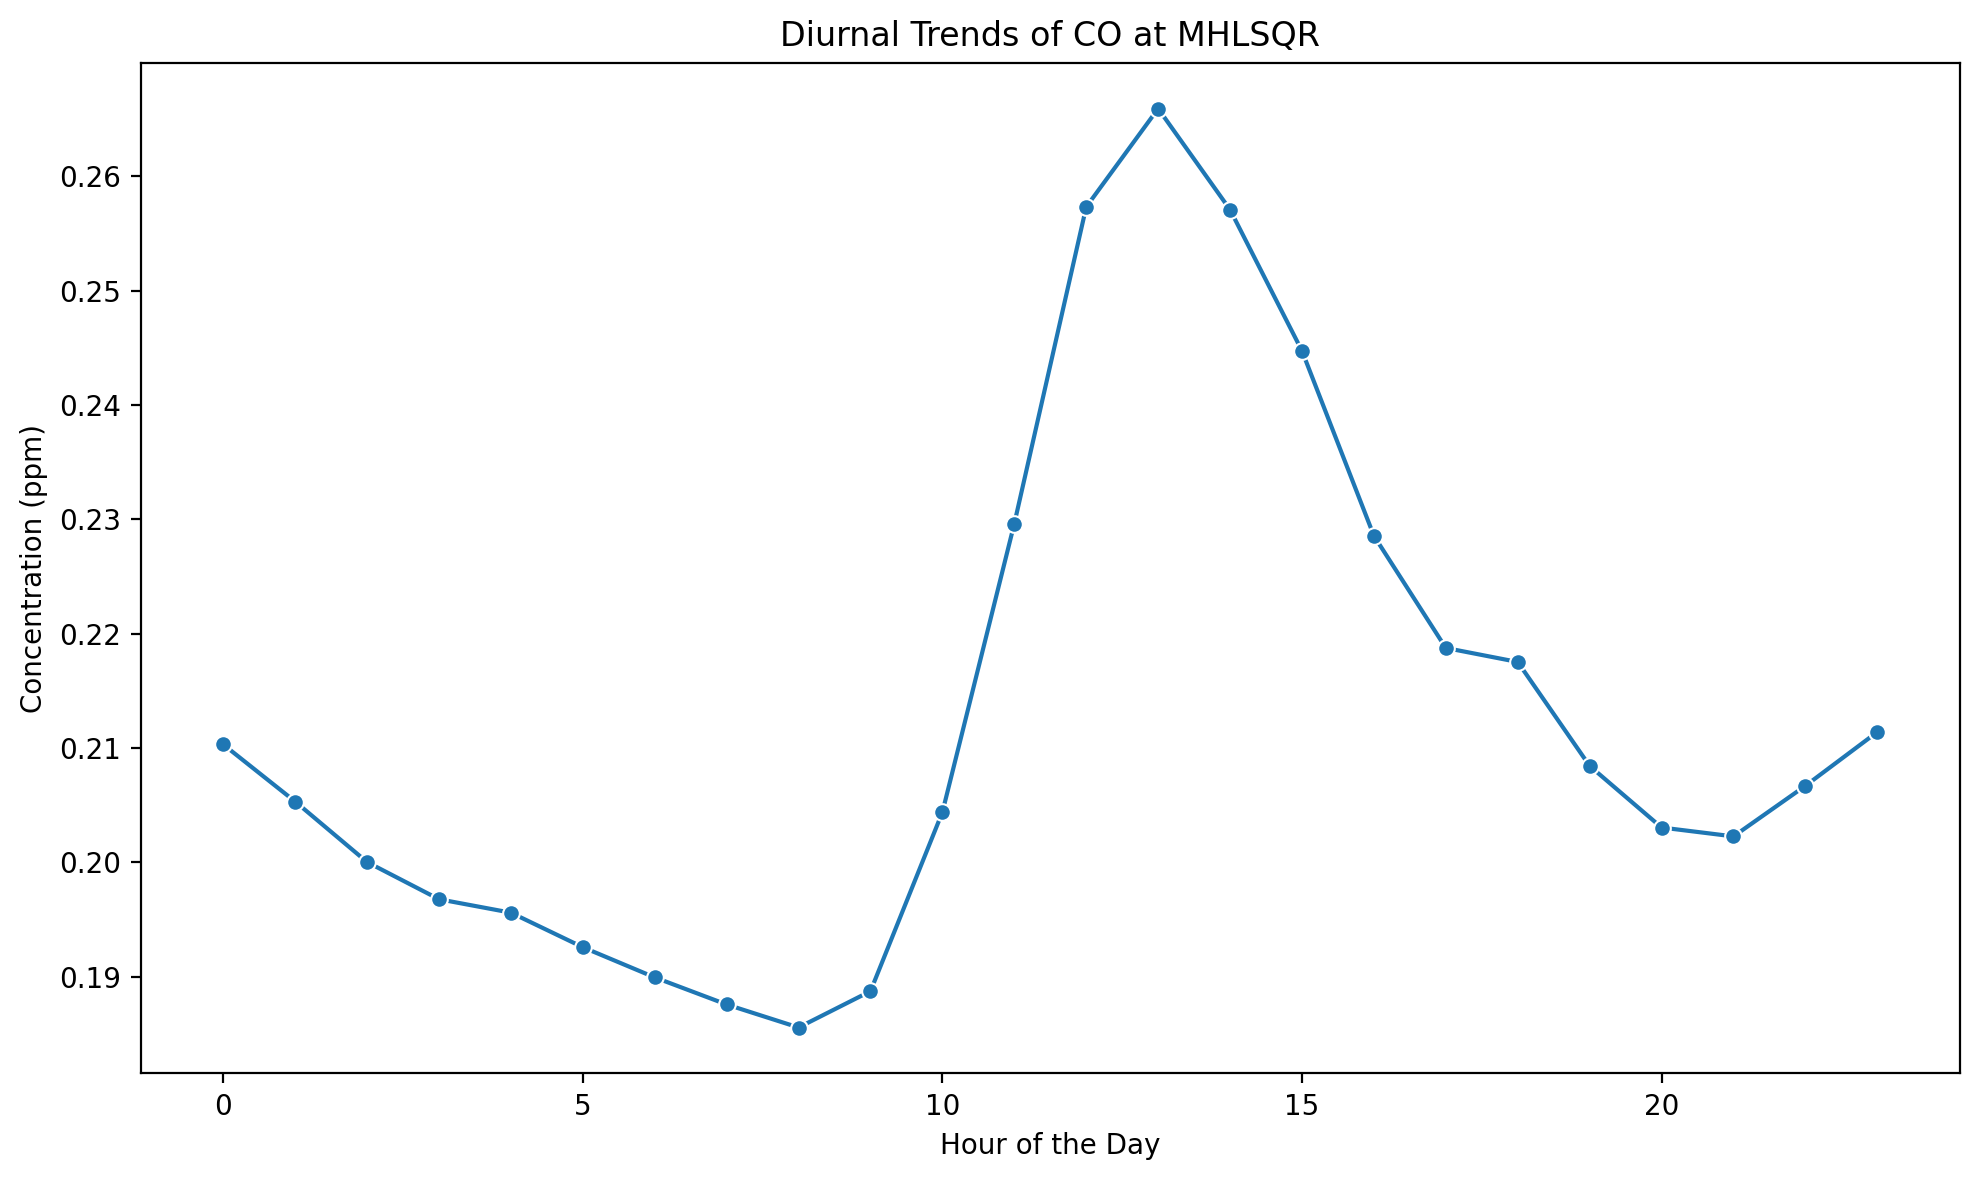 Diurnal Trends of CO at MHLSQR
Concentration (ppm)
0.26
0.25
0.24
0.23
0.22
0.21
0.20
0.19
0 5 10 15 20
Hour of the Day